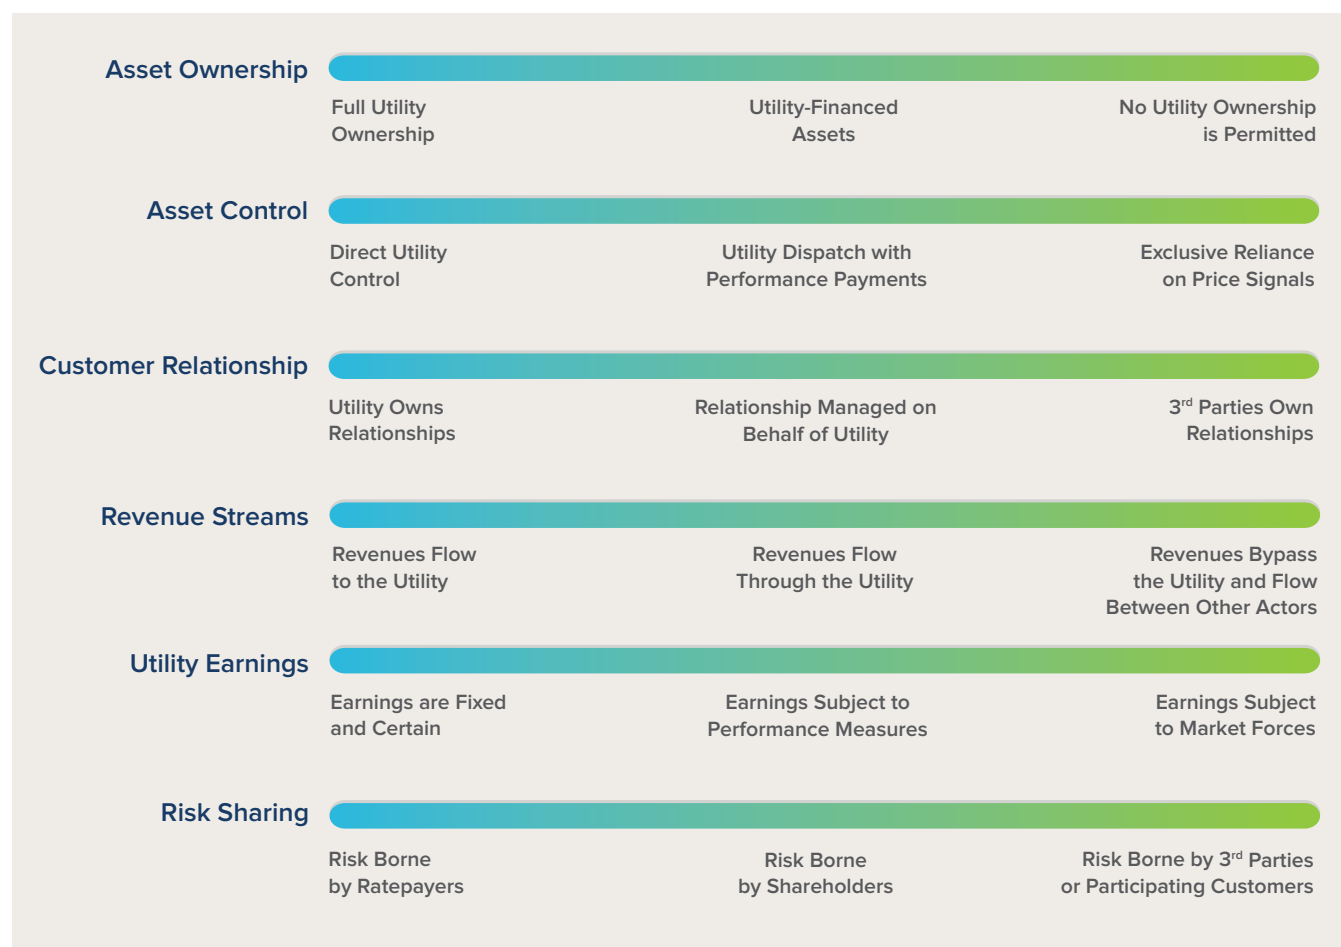 Asset Ownership
Full Utility
Ownership
Utility-Financed
Assets
No Utility Ownership
is Permitted
Asset Control
Direct Utility
Control
Utility Dispatch with
Performance Payments
Exclusive Reliance
on Price Signals
Customer Relationship
Utility Owns
Relationships
Relationship Managed on
Behalf of Utility
3rd Parties Own
Relationships
Revenue Streams
Revenues Flow
to the Utility
Revenues Flow
Through the Utility
Revenues Bypass
the Utility and Flow
Between Other Actors
Utility Earnings
Earnings are Fixed
and Certain
Earnings Subject to
Performance Measures
Earnings Subject
to Market Forces
Risk Sharing
Risk Borne
by Ratepayers
Risk Borne
by Shareholders
Risk Borne by 3rd Parties
or Participating Customers